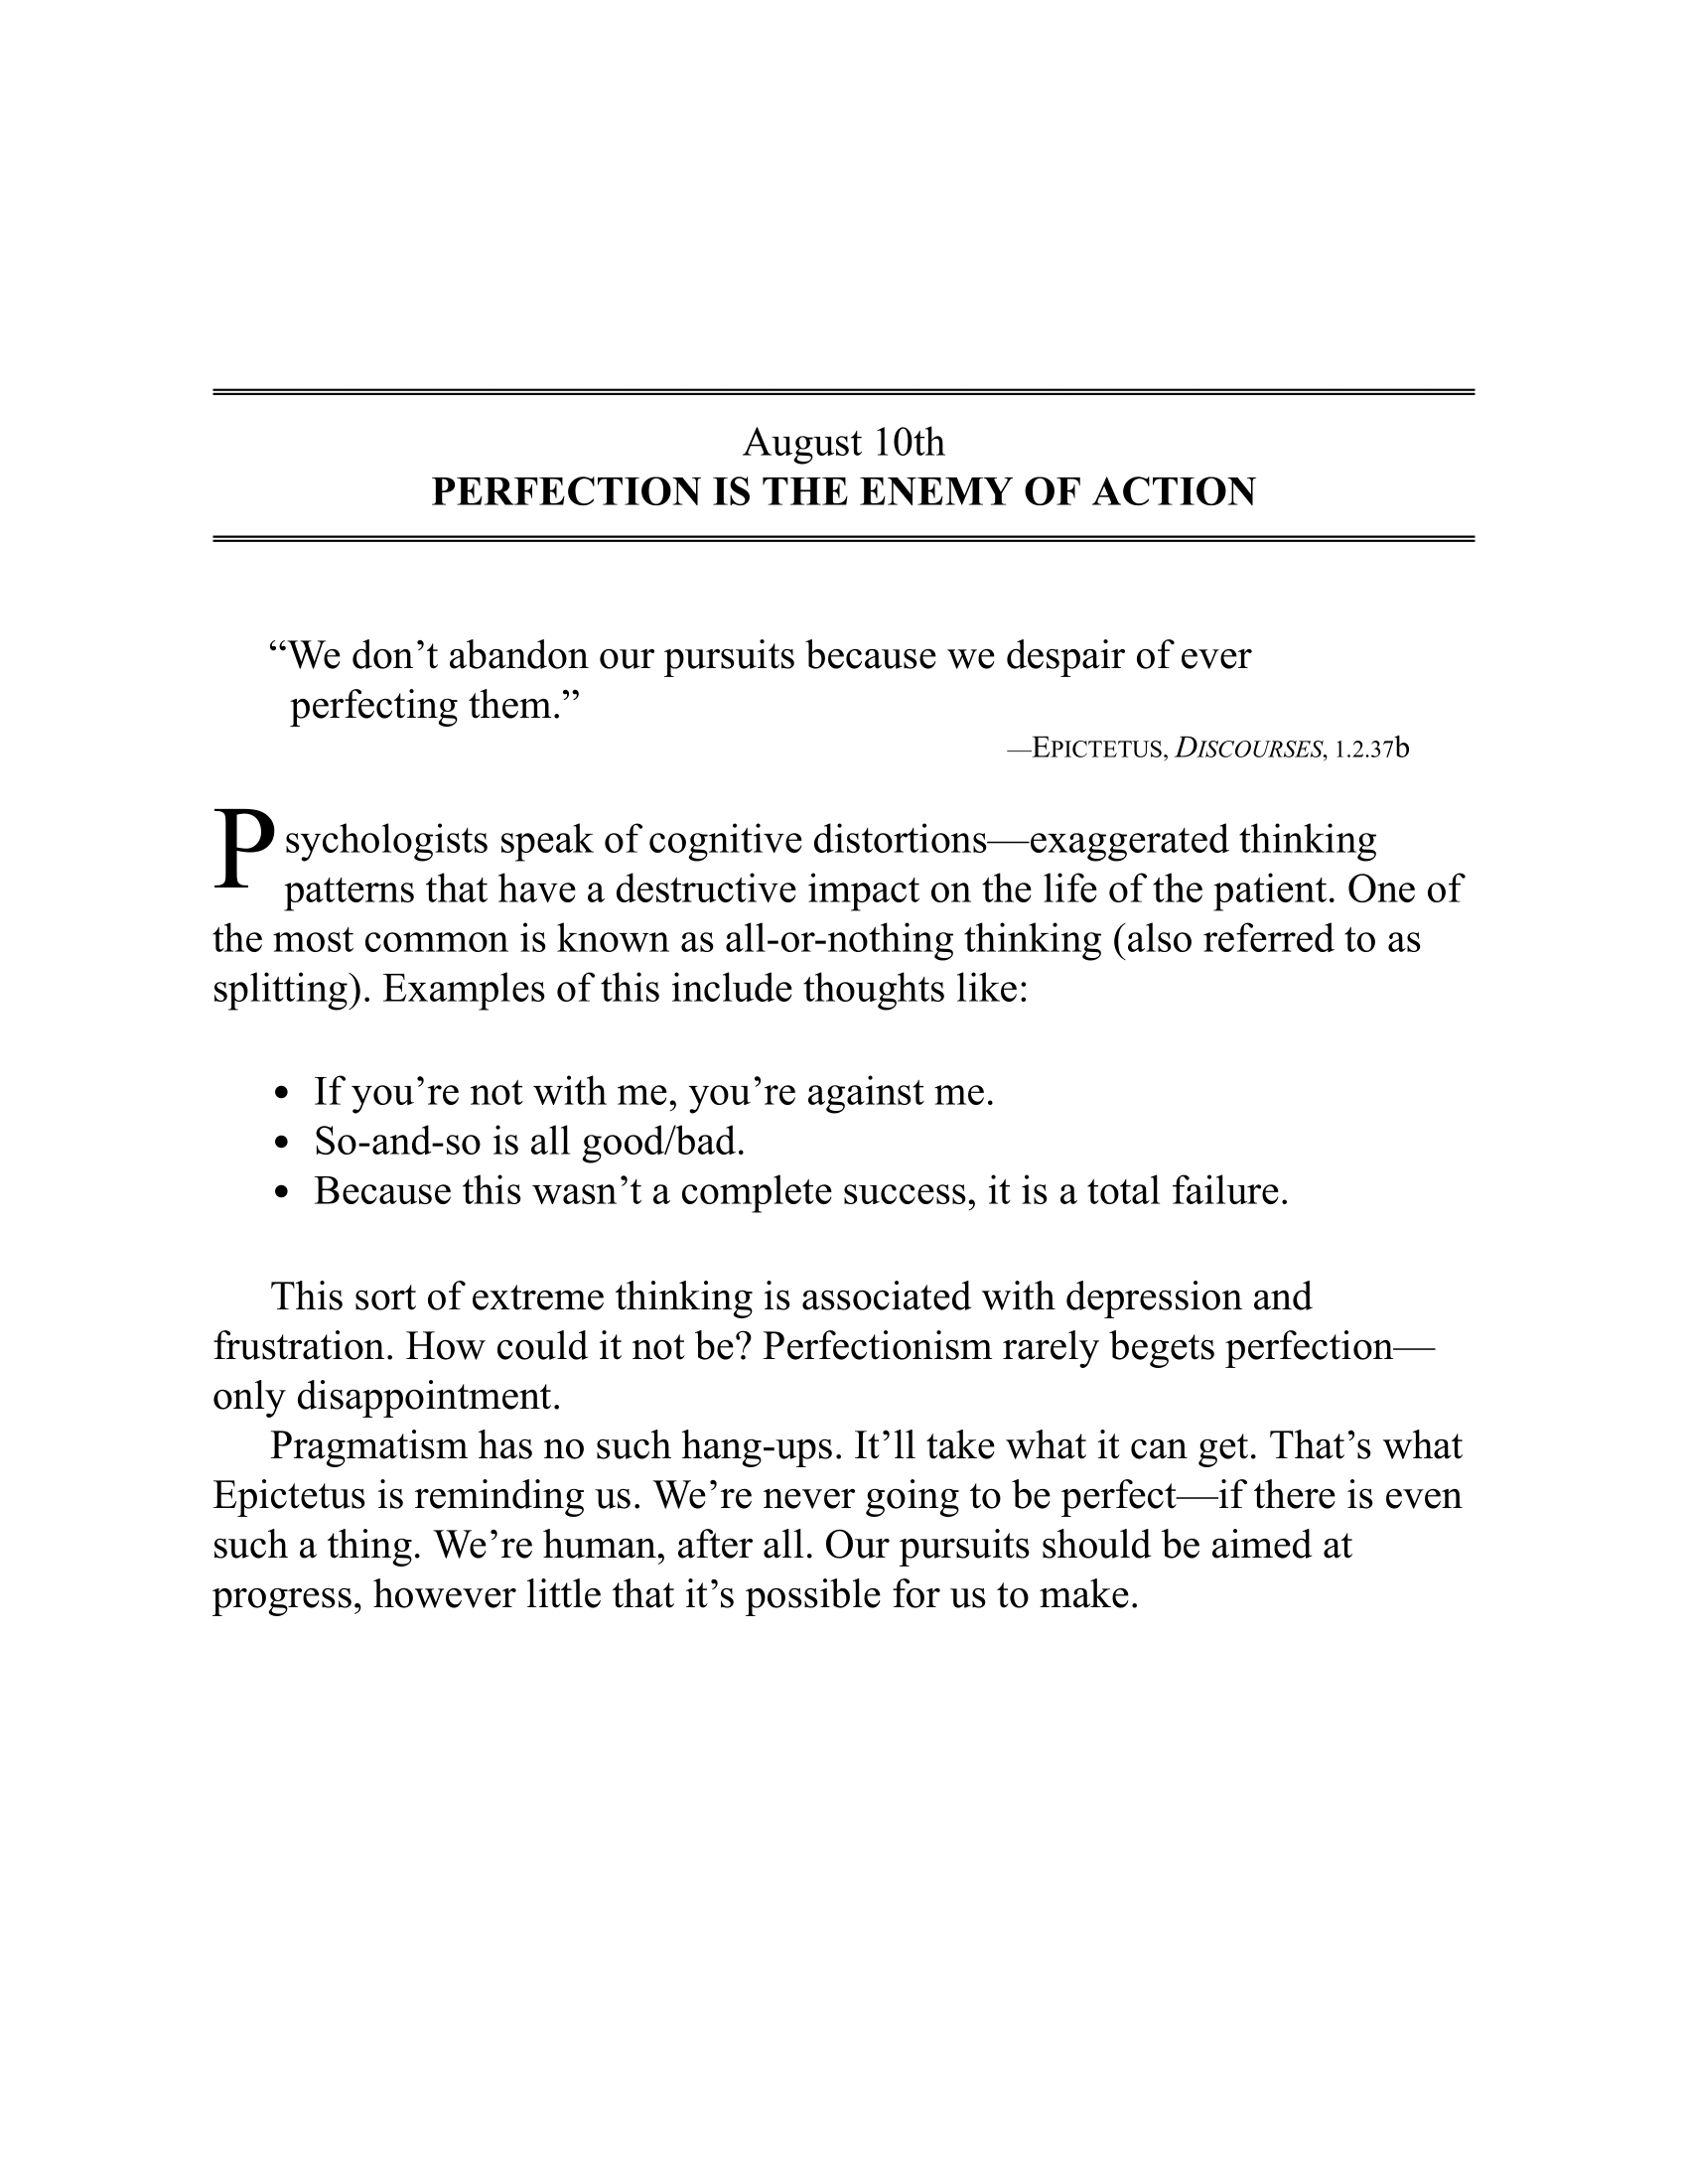 August 10th
PERFECTION IS THE ENEMY OF ACTION
“We don’t abandon our pursuits because we despair of ever
perfecting them.”
—EPICTETUS, DISCOURSES, 1.2.37b
Psychologists speak of cognitive distortions—exaggerated thinking
patterns that have a destructive impact on the life of the patient. One of
the most common is known as all-or-nothing thinking (also referred to as
splitting). Examples of this include thoughts like:
• If you’re not with me, you’re against me.
• So-and-so is all good/bad.
• Because this wasn’t a complete success, it is a total failure.
This sort of extreme thinking is associated with depression and
frustration. How could it not be? Perfectionism rarely begets perfection—
only disappointment.
Pragmatism has no such hang-ups. It’ll take what it can get. That’s what
Epictetus is reminding us. We’re never going to be perfect—if there is even
such a thing. We’re human, after all. Our pursuits should be aimed at
progress, however little that it’s possible for us to make.